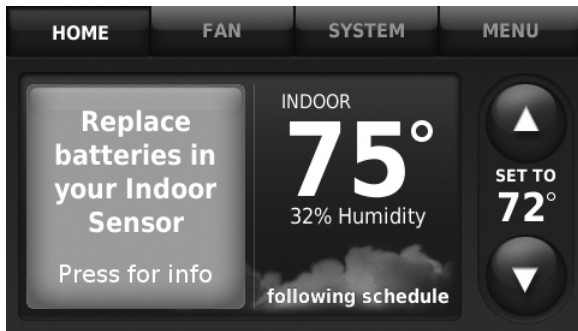 HOME
FAN
SYSTEM
MENU
Replace
batteries in
your Indoor
Sensor
Press for info
INDOOR
75°
32% Humidity
following schedule
SET TO
72°